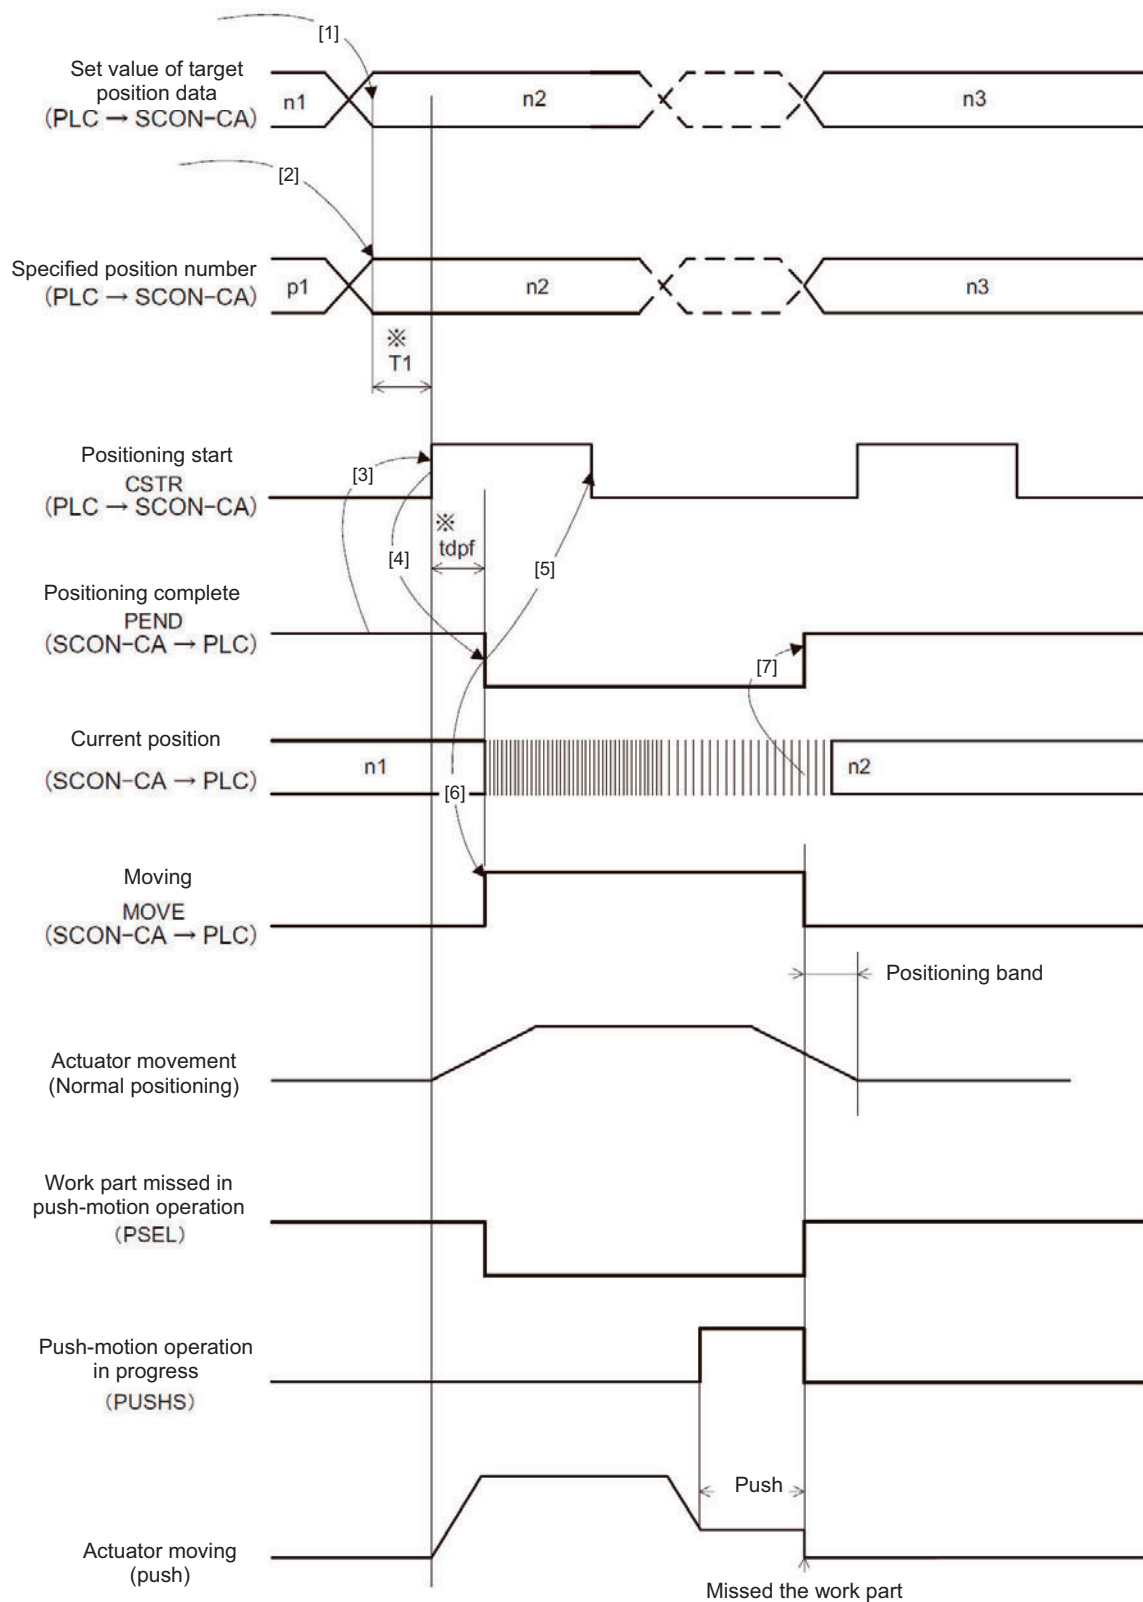 [1]
Set value of target
position data
(PLC → SCON-CA)
n1
n2
n3
[2]
Specified position number
(PLC → SCON-CA)
p1
n2
n3
※
T1
Positioning start
CSTR
(PLC → SCON-CA)
[3]
※
tdpf
[4]
[5]
Positioning complete
PEND
(SCON-CA → PLC)
[7]
Current position
(SCON-CA → PLC)
n1
n2
[6]
Moving
MOVE
(SCON-CA → PLC)
Positioning band
Actuator movement
(Normal positioning)
Work part missed in
push-motion operation
(PSEL)
Push-motion operation
in progress
(PUSHS)
Push
Actuator moving
(push)
Missed the work part